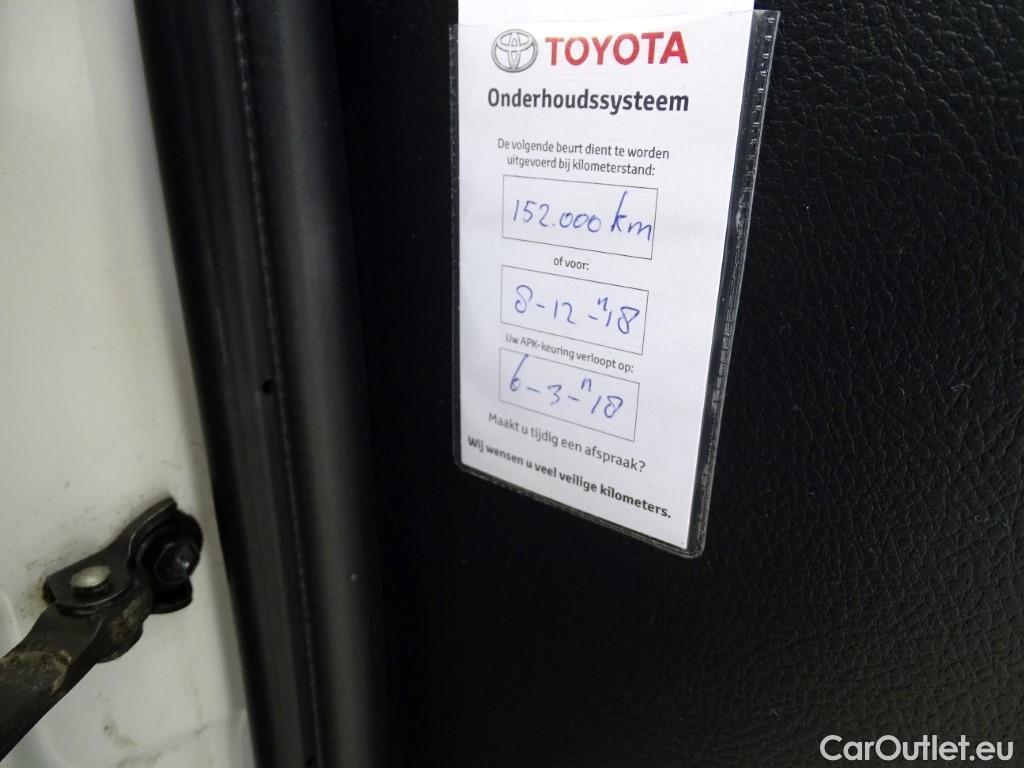 TOYOTA
Onderhoudssysteem
De volgende beurt dient te worden
uitgevoerd bij kilometerstand:
152.000 km
of voor:
8-12-"18
Uw APK-keuring verloopt op:
6-3-"18
Maakt u tijdig een afspraak?
Wij wensen u veel veilige kilometers.
CarOutlet.eu